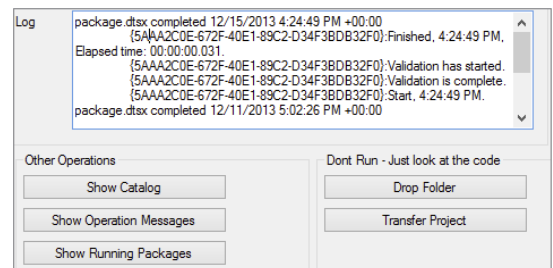 Log
package.dtsx completed 12/15/2013 4:24:49 PM +00:00
{5AAA2C0E-672F-40E1-89C2-D34F3BDB32F0}:Finished, 4:24:49 PM,
Elapsed time: 00:00:00.031.
{5AAA2C0E-672F-40E1-89C2-D34F3BDB32F0}:Validation has started.
{5AAA2C0E-672F-40E1-89C2-D34F3BDB32F0}:Validation is complete.
{5AAA2C0E-672F-40E1-89C2-D34F3BDB32F0}:Start, 4:24:49 PM.
package.dtsx completed 12/11/2013 5:02:26 PM +00:00
Other Operations
Show Catalog
Show Operation Messages
Show Running Packages
Dont Run - Just look at the code
Drop Folder
Transfer Project